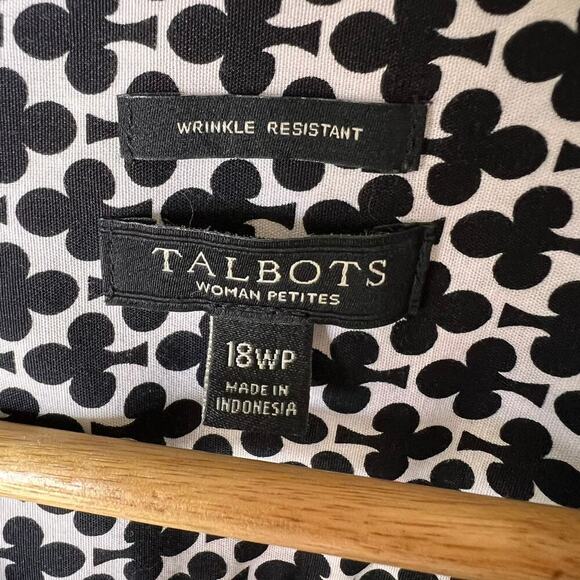 WRINKLE RESISTANT
TALBOTS
WOMAN PETITES
18WP
MADE IN
INDONESIA